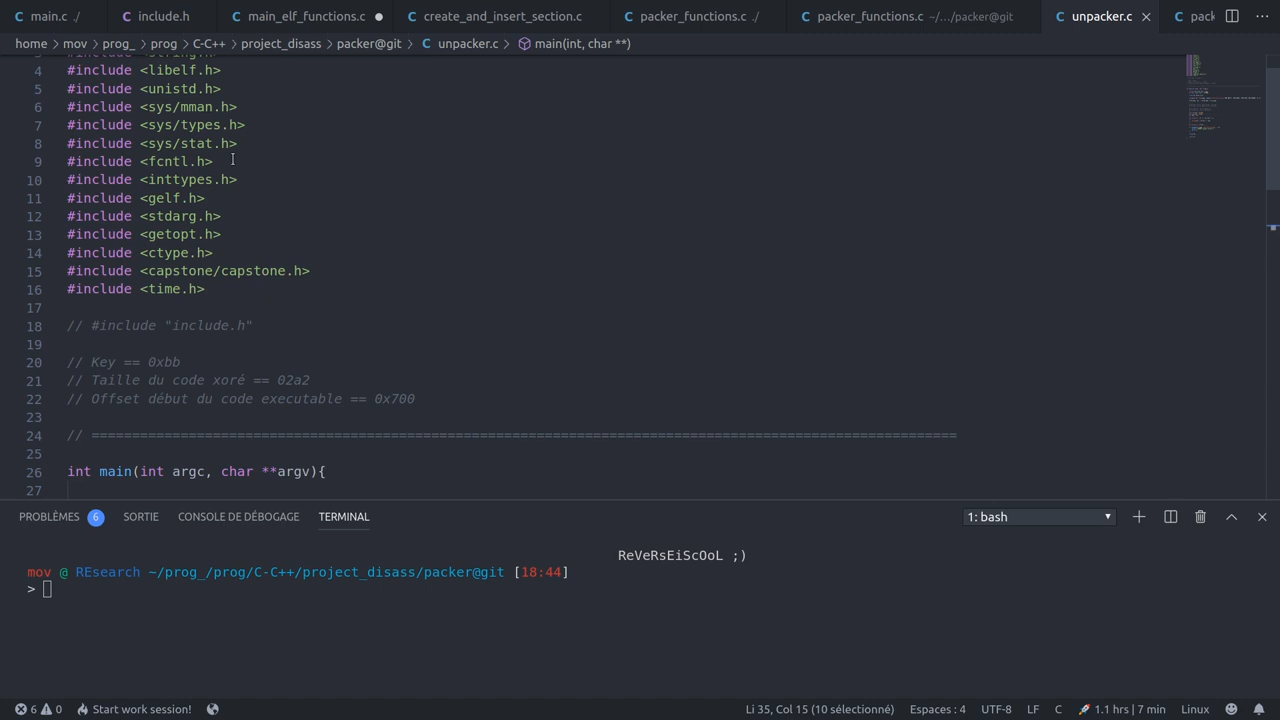 main.c ./ include.h main_elf_functions.c create_and_insert_section.c packer_functions.c ./ packer_functions.c ~/.../packer@git unpacker.c pack
home > mov > prog_ > prog > C-C++ > project_disass > packer@git > unpacker.c > main(int, char **)
4 #include <libelf.h>
5 #include <unistd.h>
6 #include <sys/mman.h>
7 #include <sys/types.h>
8 #include <sys/stat.h>
9 #include <fcntl.h>
10 #include <inttypes.h>
11 #include <gelf.h>
12 #include <stdarg.h>
13 #include <getopt.h>
14 #include <ctype.h>
15 #include <capstone/capstone.h>
16 #include <time.h>
17
18 // #include "include.h"
19
20 // Key == 0xbb
21 // Taille du code xoré == 02a2
22 // Offset début du code executable == 0x700
23
24 // ===========================================================================================================
25
26 int main(int argc, char **argv){
27
PROBLÈMES 6 SORTIE CONSOLE DE DÉBOGAGE TERMINAL 1: bash
ReVeRsEiScOoL ;)
mov @ REsearch ~/prog_/prog/C-C++/project_disass/packer@git [18:44]
>
6 0 Start work session! Li 35, Col 15 (10 sélectionné) Espaces : 4 UTF-8 LF C 1.1 hrs | 7 min Linux